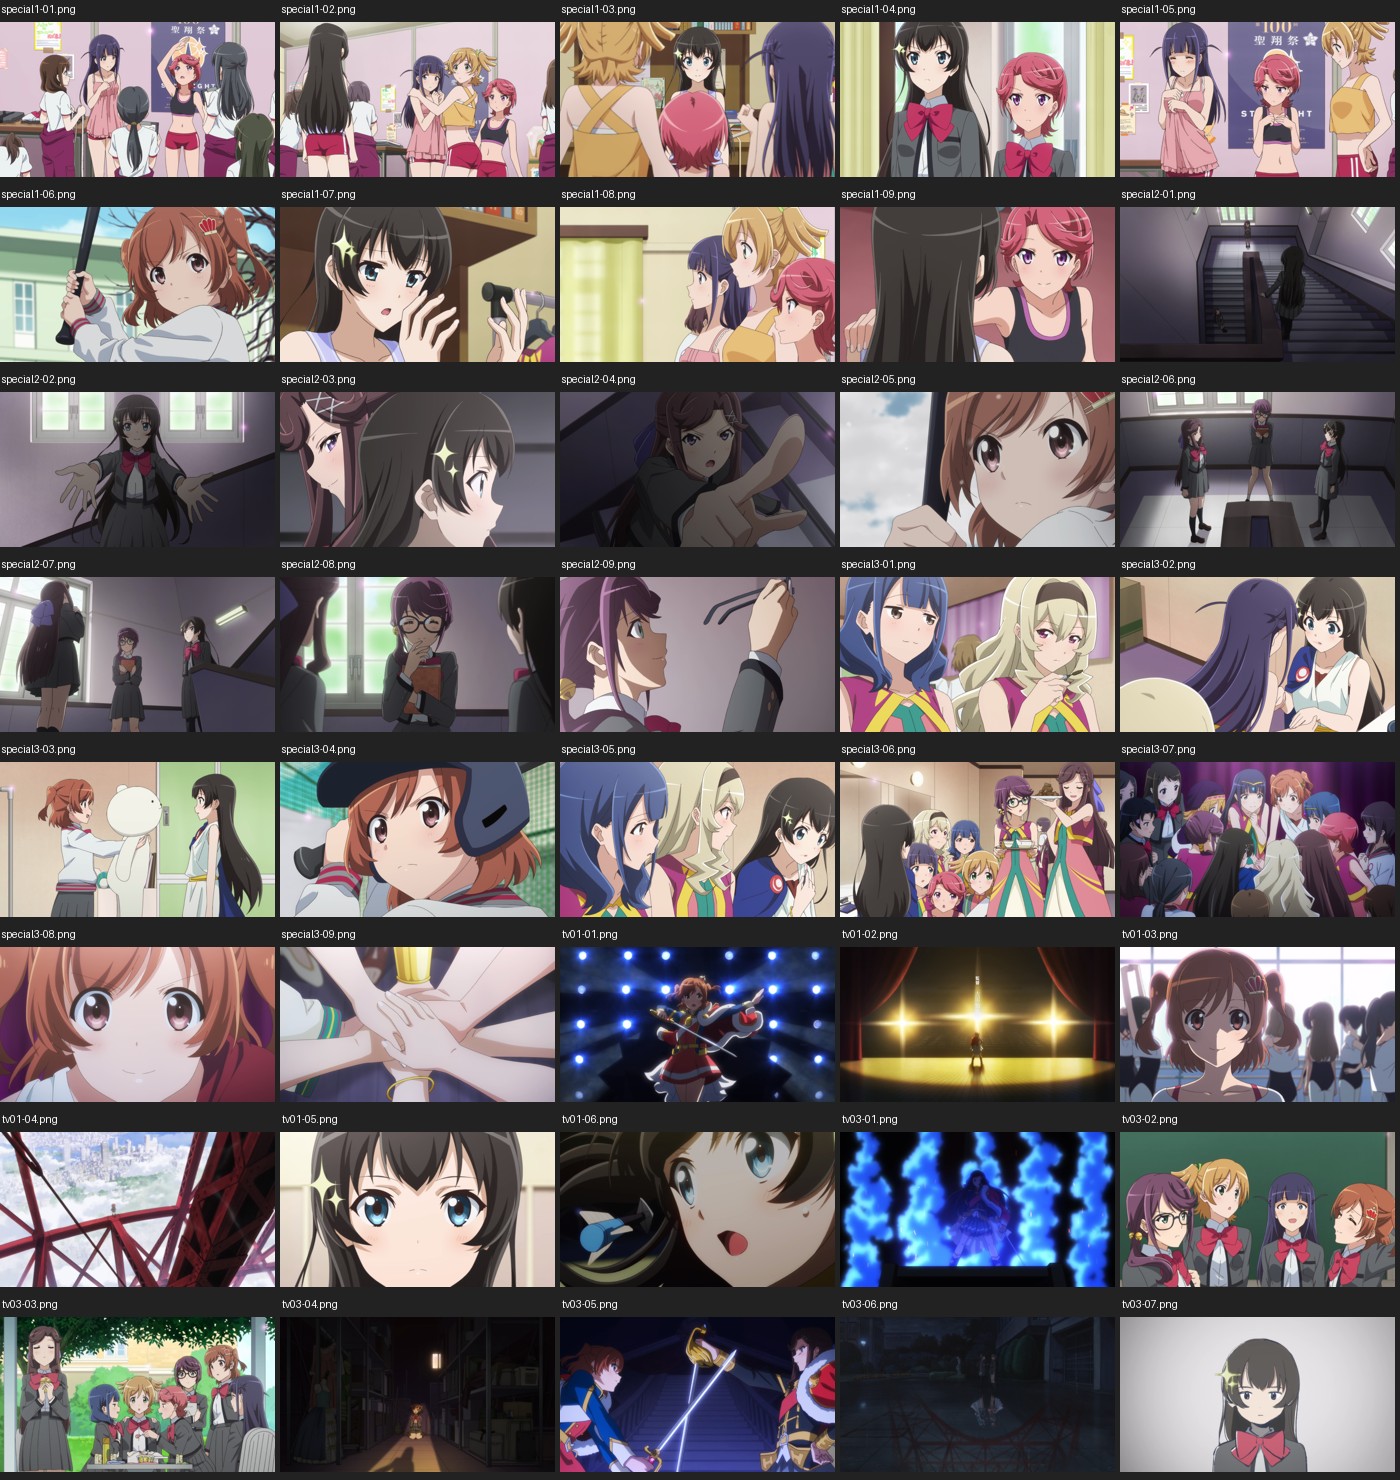 special1-01.png
special1-02.png
special1-03.png
special1-04.png
special1-05.png
聖翔祭
100
聖翔祭
special1-06.png
special1-07.png
special1-08.png
special1-09.png
special2-01.png
special2-02.png
special2-03.png
special2-04.png
special2-05.png
special2-06.png
special2-07.png
special2-08.png
special2-09.png
special3-01.png
special3-02.png
special3-03.png
special3-04.png
special3-05.png
special3-06.png
special3-07.png
special3-08.png
special3-09.png
tv01-01.png
tv01-02.png
tv01-03.png
tv01-04.png
tv01-05.png
tv01-06.png
tv03-01.png
tv03-02.png
tv03-03.png
tv03-04.png
tv03-05.png
tv03-06.png
tv03-07.png